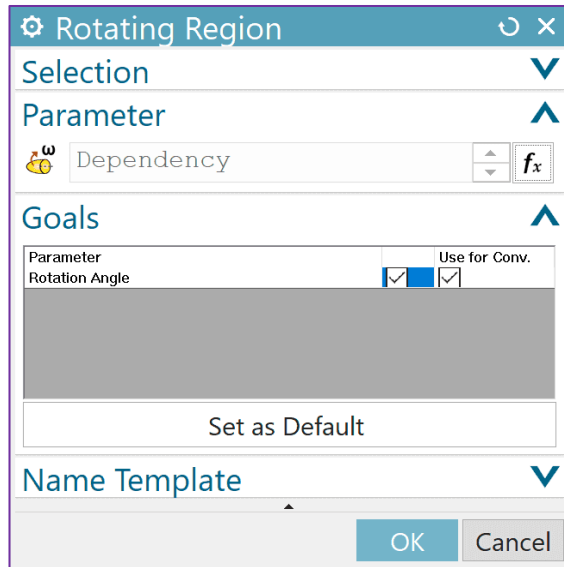 Rotating Region
Selection
Parameter
ω
Dependency
fx
Goals
Parameter Use for Conv.
Rotation Angle
Set as Default
Name Template
OK Cancel